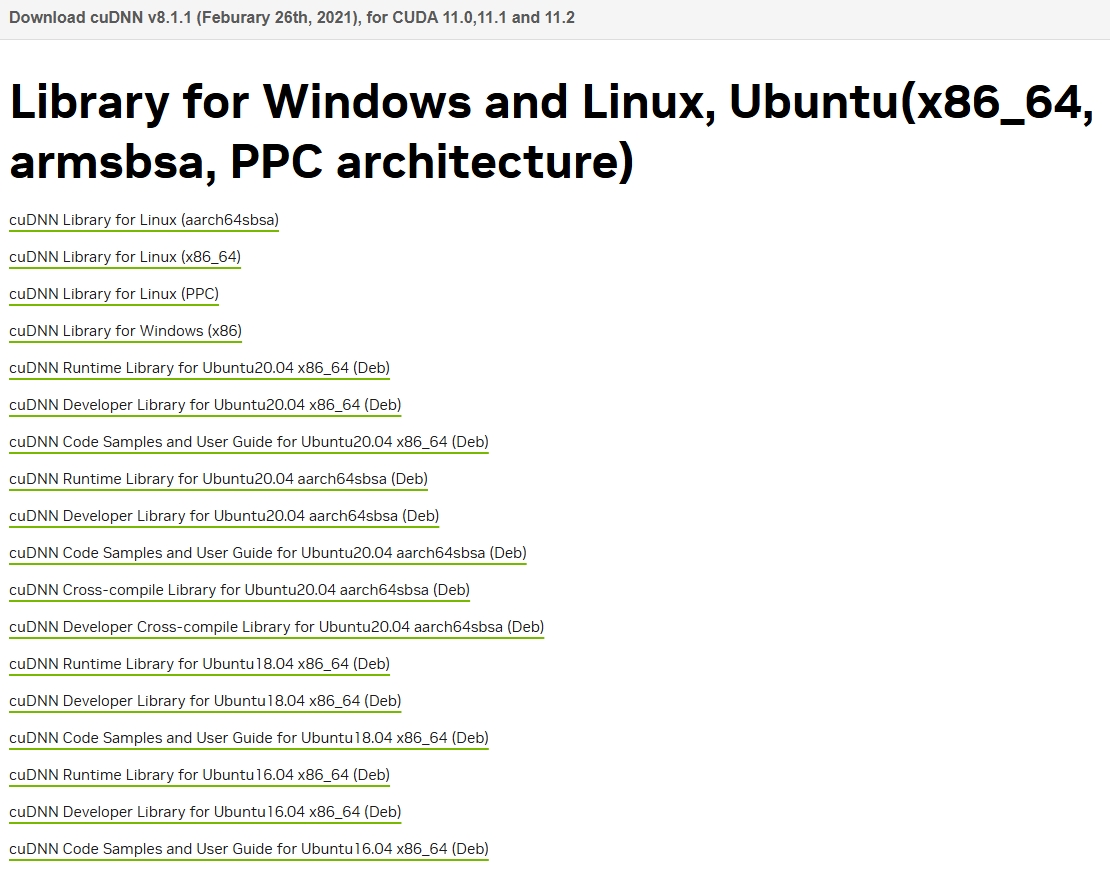 Download cuDNN v8.1.1 (Feburary 26th, 2021), for CUDA 11.0,11.1 and 11.2
Library for Windows and Linux, Ubuntu(x86_64,
armsbsa, PPC architecture)
cuDNN Library for Linux (aarch64sbsa)
cuDNN Library for Linux (x86_64)
cuDNN Library for Linux (PPC)
cuDNN Library for Windows (x86)
cuDNN Runtime Library for Ubuntu20.04 x86_64 (Deb)
cuDNN Developer Library for Ubuntu20.04 x86_64 (Deb)
cuDNN Code Samples and User Guide for Ubuntu20.04 x86_64 (Deb)
cuDNN Runtime Library for Ubuntu20.04 aarch64sbsa (Deb)
cuDNN Developer Library for Ubuntu20.04 aarch64sbsa (Deb)
cuDNN Code Samples and User Guide for Ubuntu20.04 aarch64sbsa (Deb)
cuDNN Cross-compile Library for Ubuntu20.04 aarch64sbsa (Deb)
cuDNN Developer Cross-compile Library for Ubuntu20.04 aarch64sbsa (Deb)
cuDNN Runtime Library for Ubuntu18.04 x86_64 (Deb)
cuDNN Developer Library for Ubuntu18.04 x86_64 (Deb)
cuDNN Code Samples and User Guide for Ubuntu18.04 x86_64 (Deb)
cuDNN Runtime Library for Ubuntu16.04 x86_64 (Deb)
cuDNN Developer Library for Ubuntu16.04 x86_64 (Deb)
cuDNN Code Samples and User Guide for Ubuntu16.04 x86_64 (Deb)